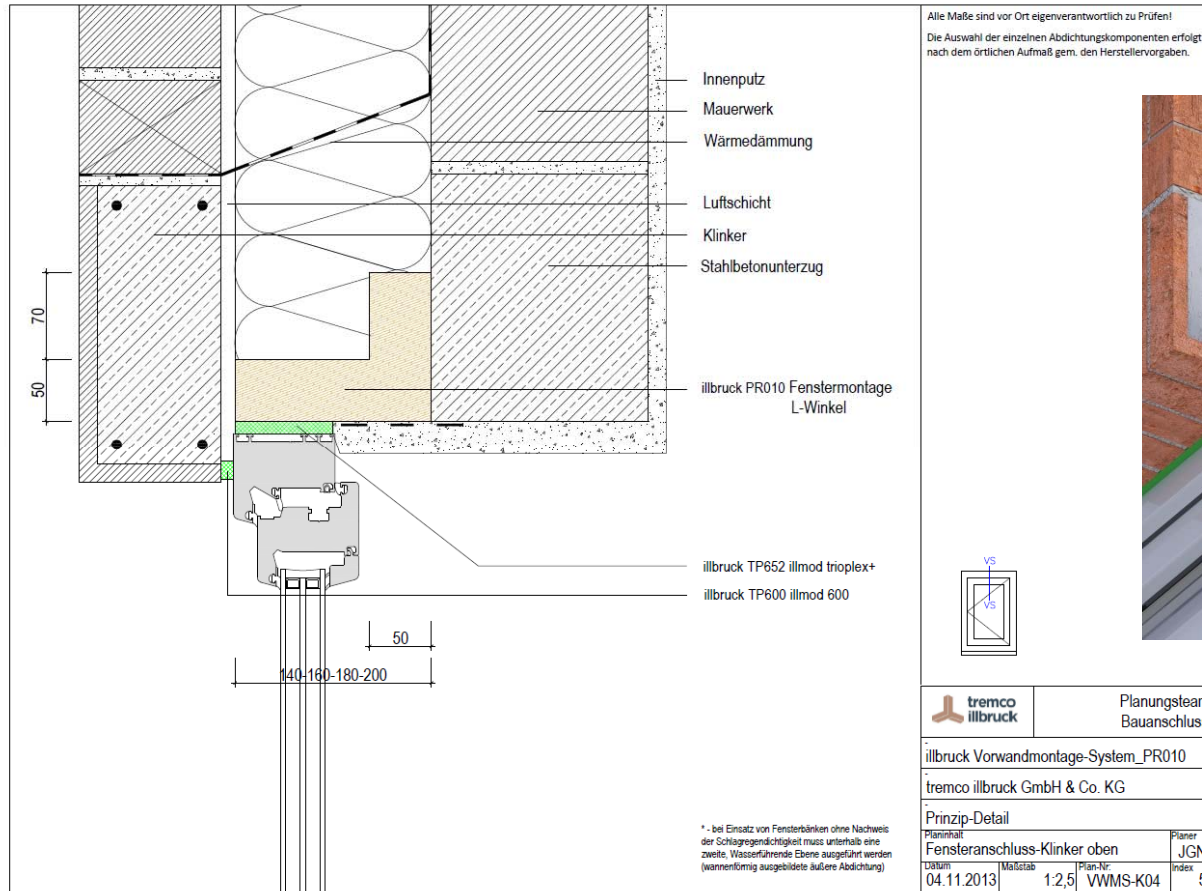 Alle Maße sind vor Ort eigenverantwortlich zu Prüfen!
Die Auswahl der einzelnen Abdichtungskomponenten erfolgt
nach dem örtlichen Aufmaß gem. den Herstellervorgaben.
Innenputz
Mauerwerk
Wärmedämmung
Luftschicht
Klinker
Stahlbetonunterzug
70
50
illbruck PR010 Fenstermontage
L-Winkel
illbruck TP652 illmod trioplex+
illbruck TP600 illmod 600
50
140-160-180-200
VS
VS
* - bei Einsatz von Fensterbänken ohne Nachweis
der Schlagregendichtigkeit muss unterhalb eine
zweite, Wasserführende Ebene ausgeführt werden
(wannenförmig ausgebildete äußere Abdichtung)
tremco
illbruck
Planungstea
Bauanschlus
illbruck Vorwandmontage-System_PR010
tremco illbruck GmbH & Co. KG
Prinzip-Detail
Planinhalt
Fensteranschluss-Klinker oben
Planer
JGN
Datum
04.11.2013
Maßstab
1:2,5
Plan-Nr:
VWMS-K04
Index